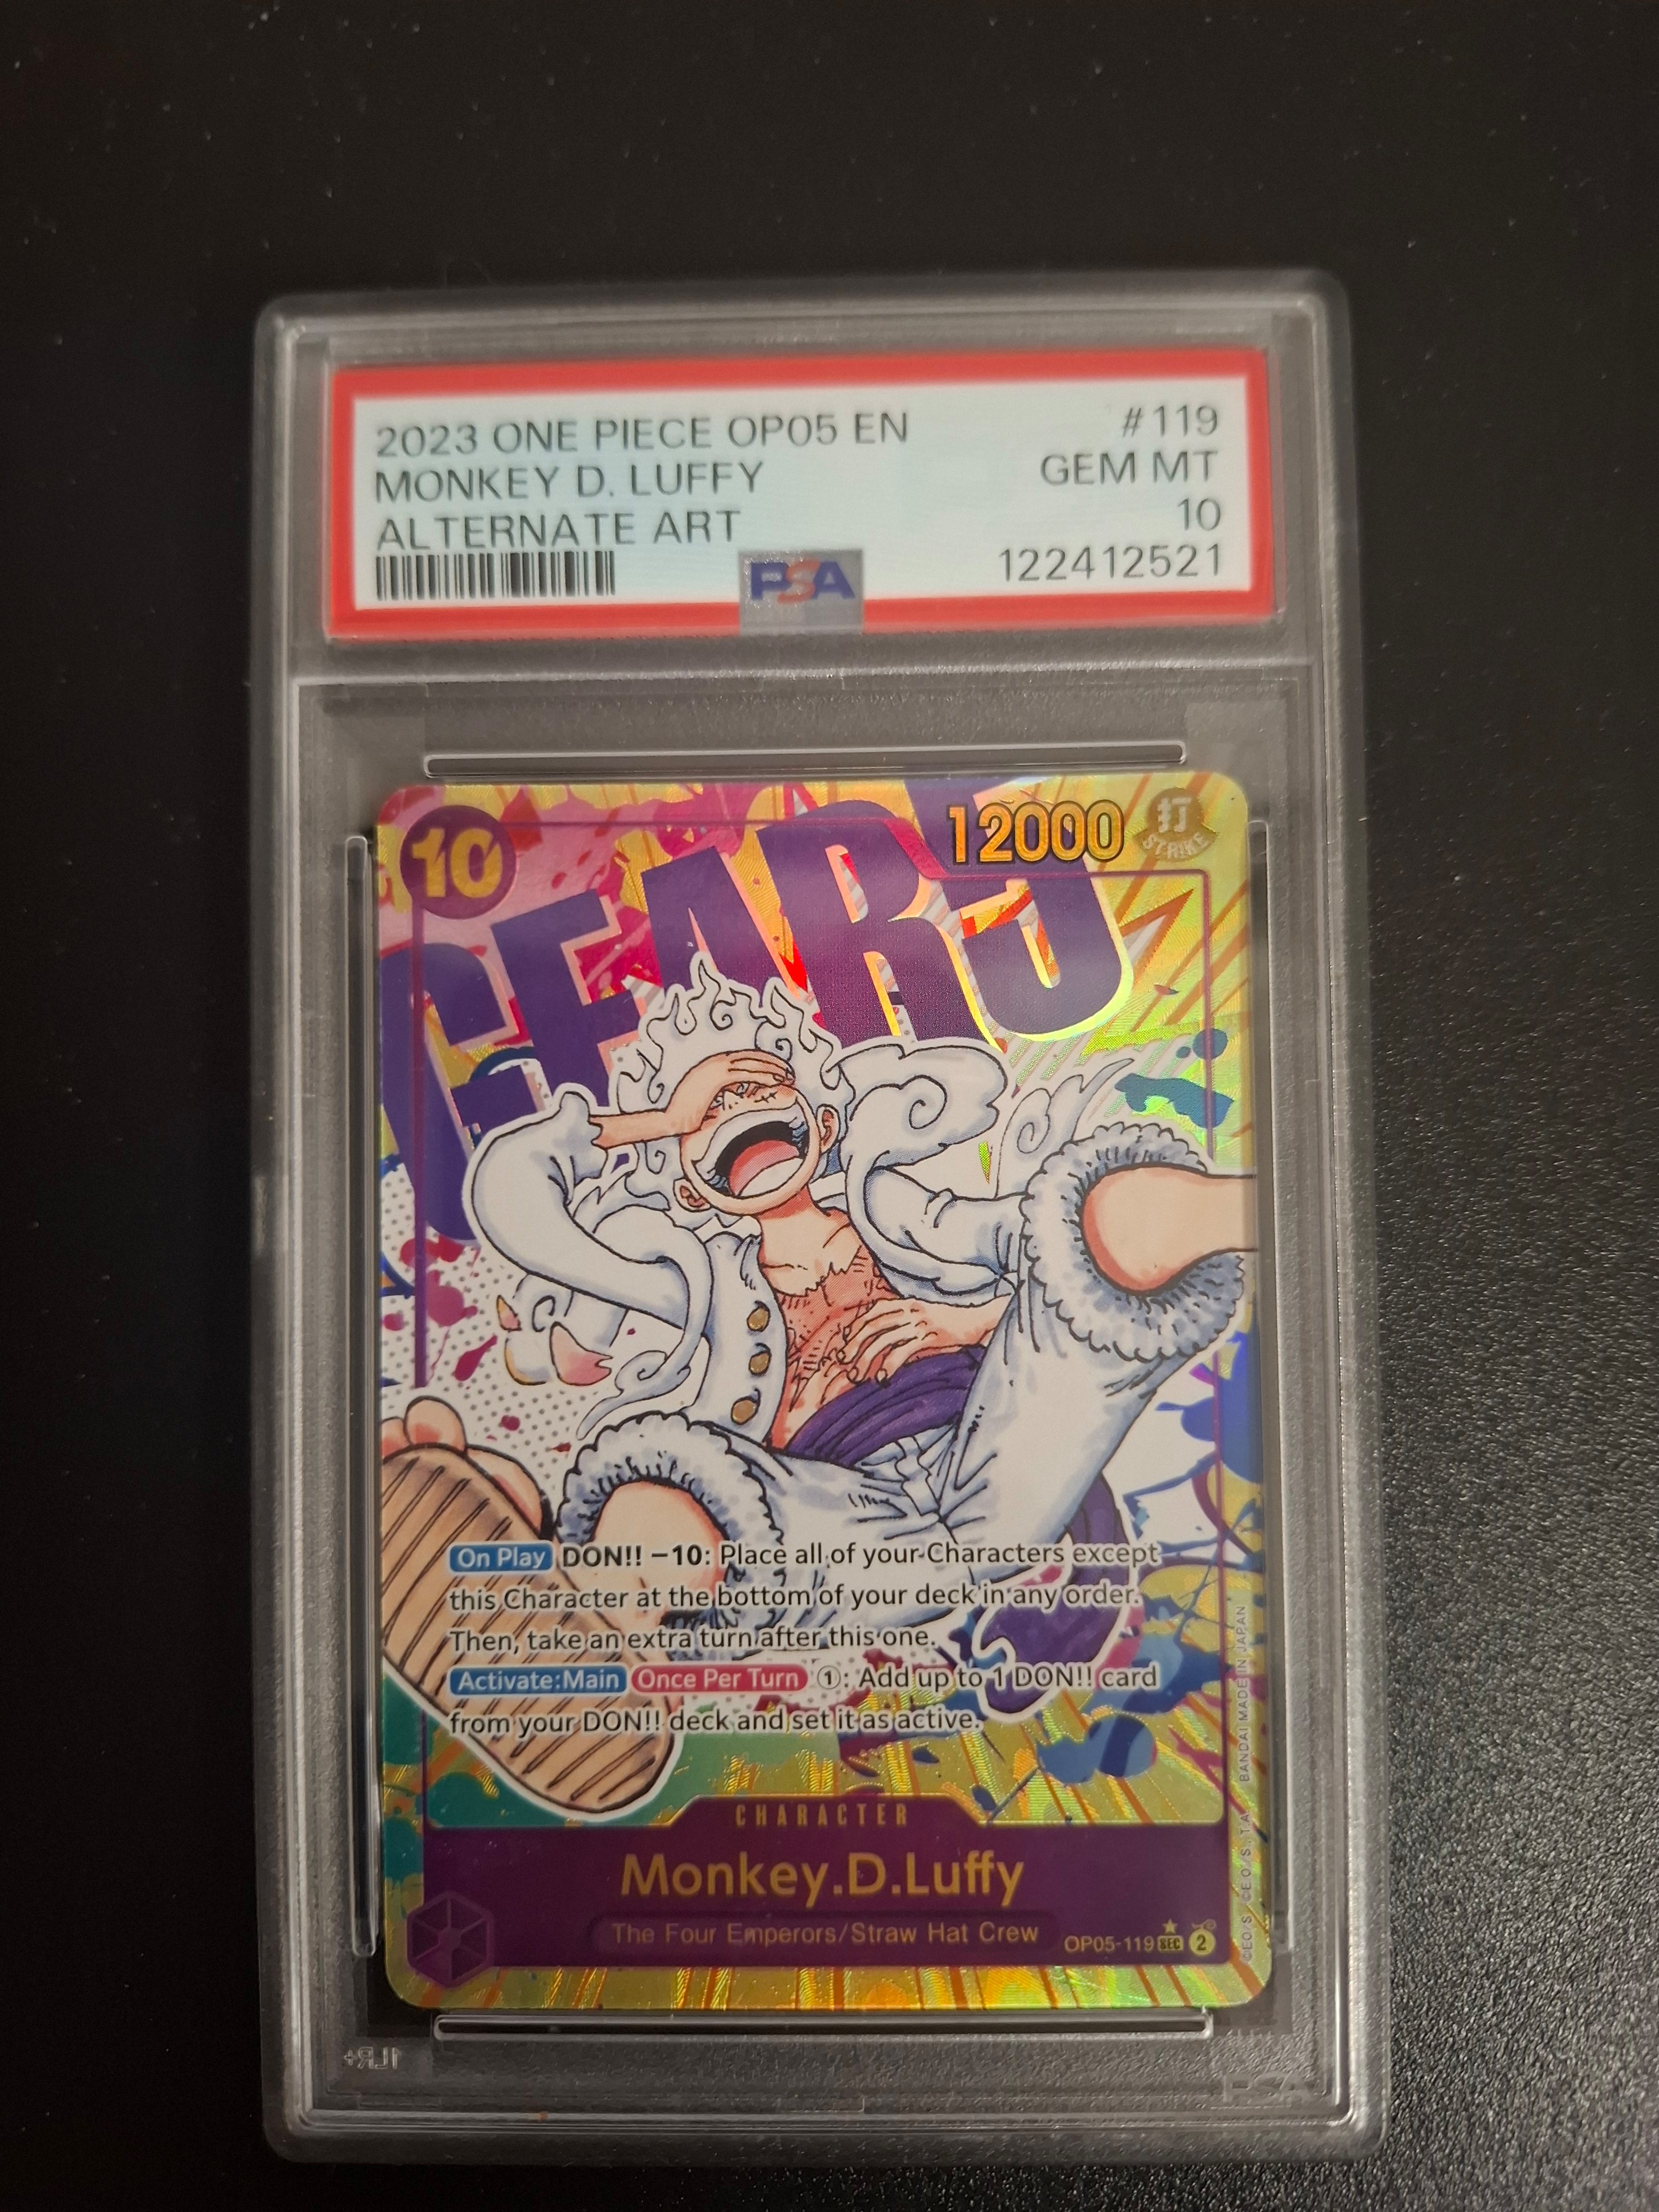 2023 ONE PIECE OP05 EN #119
MONKEY D. LUFFY GEM MT
ALTERNATE ART 10
PSA 122412521
10
12000
打
STRIKE
GEAR5
On Play DON!! −10: Place all of your Characters except
this Character at the bottom of your deck in any order.
Then, take an extra turn after this one.
Activate:Main Once Per Turn ①: Add up to 1 DON!! card
from your DON!! deck and set it as active.
CHARACTER
Monkey.D.Luffy
The Four Emperors/Straw Hat Crew
OP05-119 SEC 2
©E.O/S. ©E.O./S,T.A. BANDAI MADE IN JAPAN
PSA